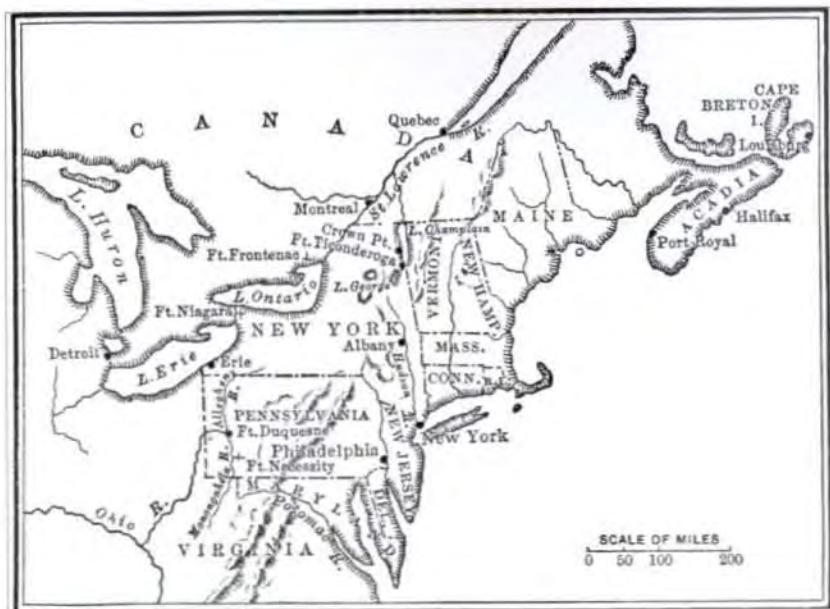 CAPE
BRETON
I.
Louisburg
CANADA
Quebec
St. Lawrence R.
L. Huron
Montreal
MAINE
ACADIA
Halifax
Port Royal
Crown Pt.
L. Champlain
Ft. Ticonderoga
Ft. Frontenac
L. George
VERMONT
NEW HAMP.
L. Ontario
Ft. Niagara
NEW YORK
Albany
Hudson R.
MASS.
Detroit
L. Erie
Erie
CONN.
R.I.
Allegheny R.
PENNSYLVANIA
Ft. Duquesne
New York
Philadelphia
NEW JERSEY
Ft. Necessity
Monongahela R.
MARYL'D
DEL.
Ohio R.
Potomac R.
VIRGINIA
SCALE OF MILES
0 50 100 200